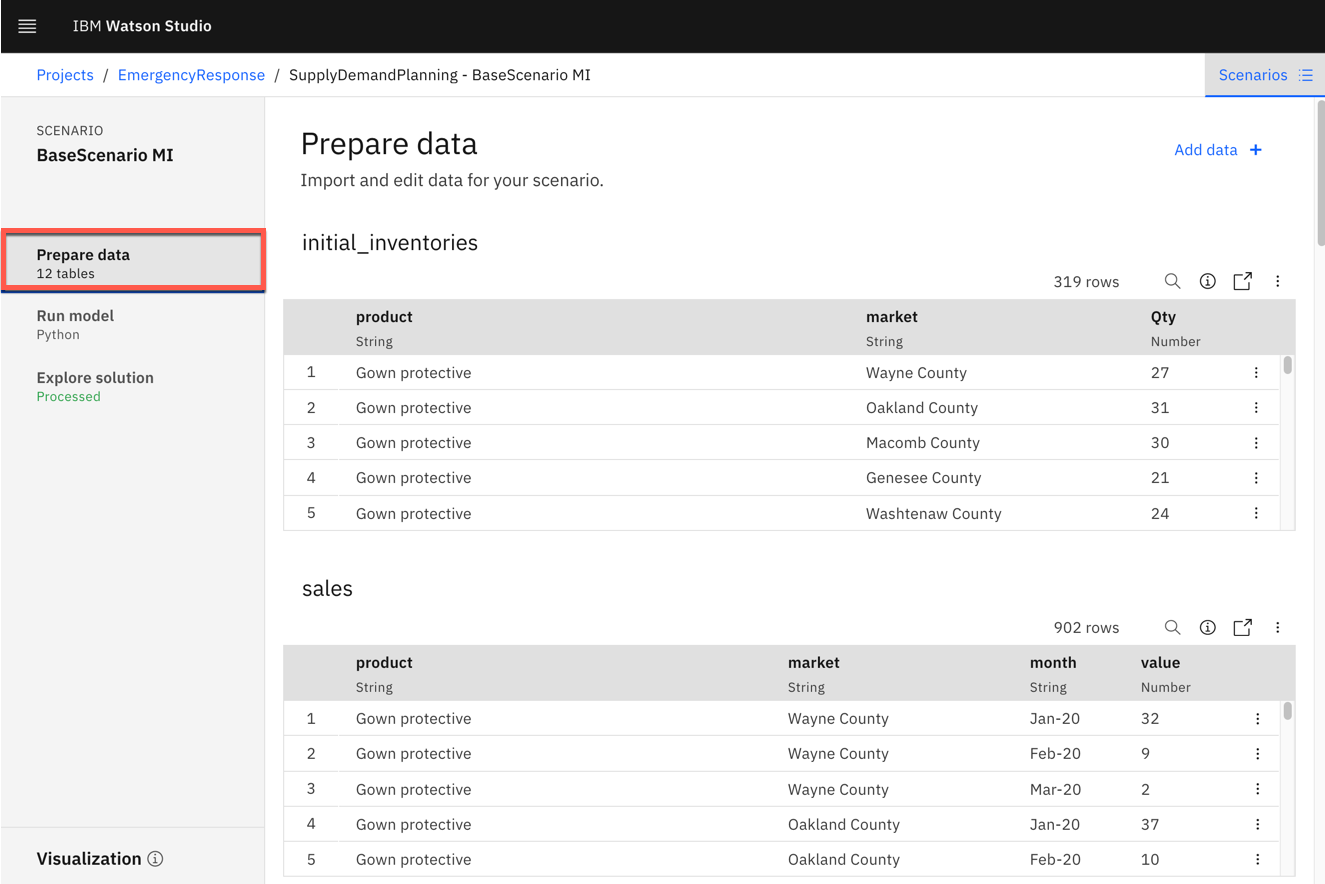 IBM Watson Studio
Projects / EmergencyResponse / SupplyDemandPlanning - BaseScenario MI
Scenarios
SCENARIO
BaseScenario MI
Prepare data
12 tables
Run model
Python
Explore solution
Processed
Visualization
Prepare data
Add data +
Import and edit data for your scenario.
initial_inventories
319 rows
product market Qty
String String Number
1 Gown protective Wayne County 27
2 Gown protective Oakland County 31
3 Gown protective Macomb County 30
4 Gown protective Genesee County 21
5 Gown protective Washtenaw County 24
sales
902 rows
product market month value
String String String Number
1 Gown protective Wayne County Jan-20 32
2 Gown protective Wayne County Feb-20 9
3 Gown protective Wayne County Mar-20 2
4 Gown protective Oakland County Jan-20 37
5 Gown protective Oakland County Feb-20 10